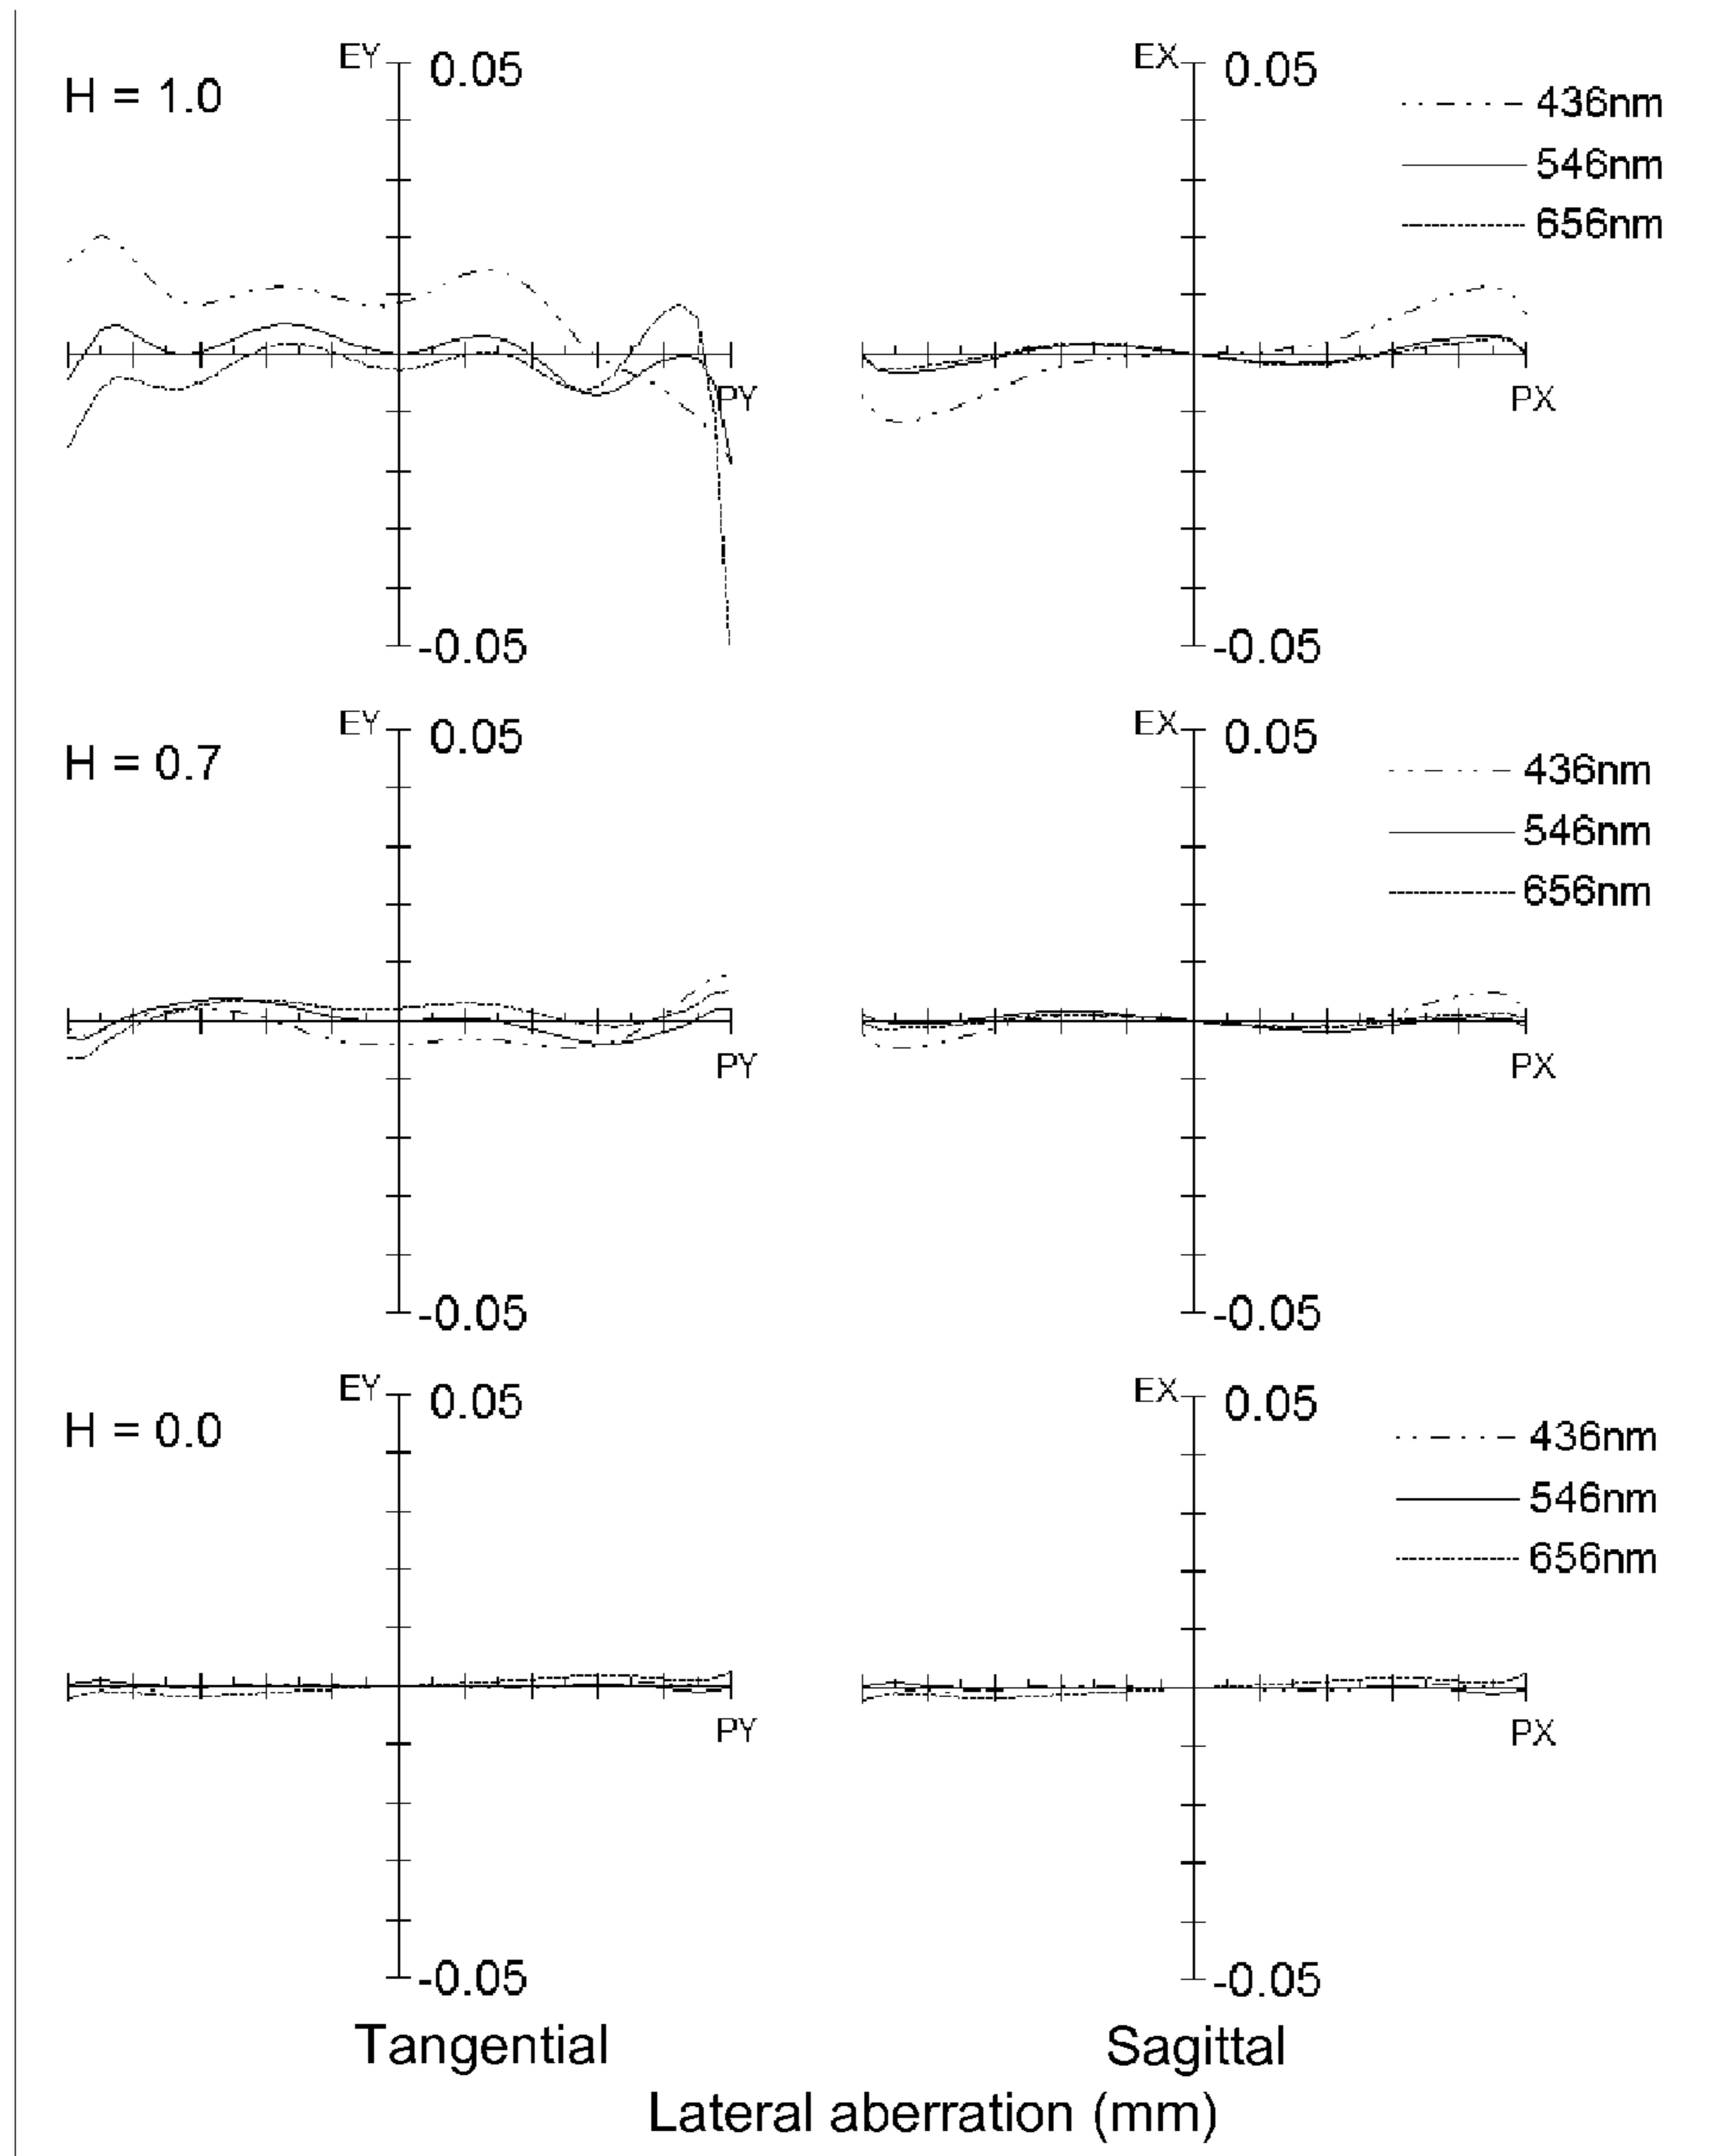 H = 1.0
EY 0.05
PY
-0.05
EX 0.05
PX
-0.05
436nm
546nm
656nm
H = 0.7
EY 0.05
PY
-0.05
EX 0.05
PX
-0.05
436nm
546nm
656nm
H = 0.0
EY 0.05
PY
-0.05
EX 0.05
PX
-0.05
436nm
546nm
656nm
Tangential
Sagittal
Lateral aberration (mm)